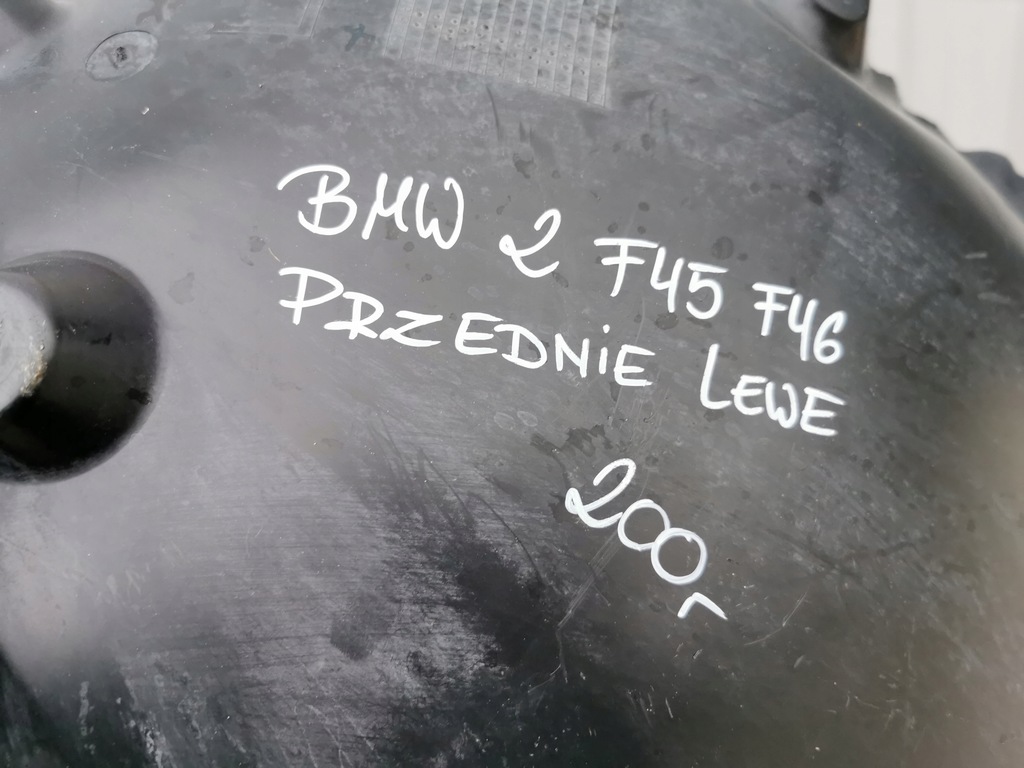 BMW 2 F45 F46
PRZEDNIE LEWE
200